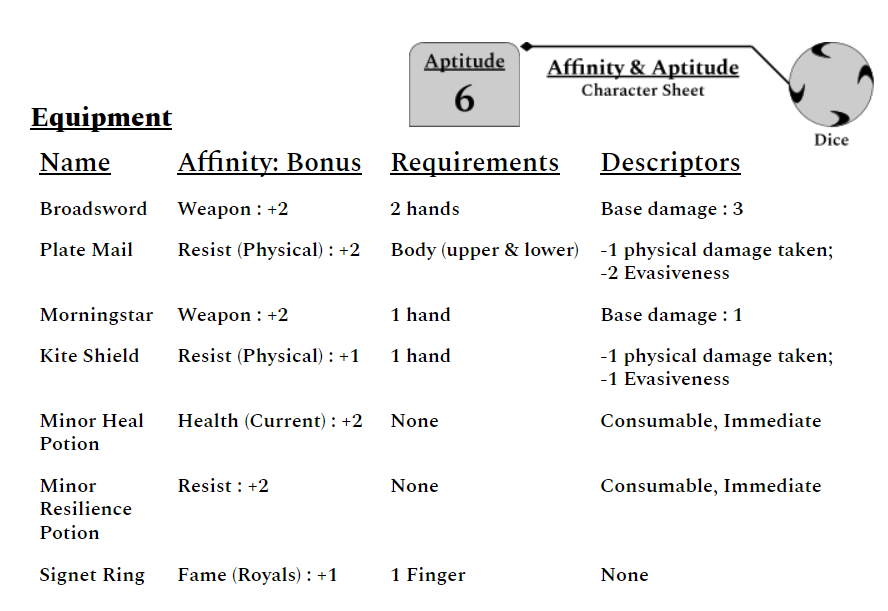 Aptitude
6
Affinity & Aptitude
Character Sheet
Dice
Equipment
Name Affinity: Bonus Requirements Descriptors
Broadsword Weapon : +2 2 hands Base damage : 3
Plate Mail Resist (Physical) : +2 Body (upper & lower) -1 physical damage taken;
-2 Evasiveness
Morningstar Weapon : +2 1 hand Base damage : 1
Kite Shield Resist (Physical) : +1 1 hand -1 physical damage taken;
-1 Evasiveness
Minor Heal Health (Current) : +2 None Consumable, Immediate
Potion
Minor Resist : +2 None Consumable, Immediate
Resilience
Potion
Signet Ring Fame (Royals) : +1 1 Finger None